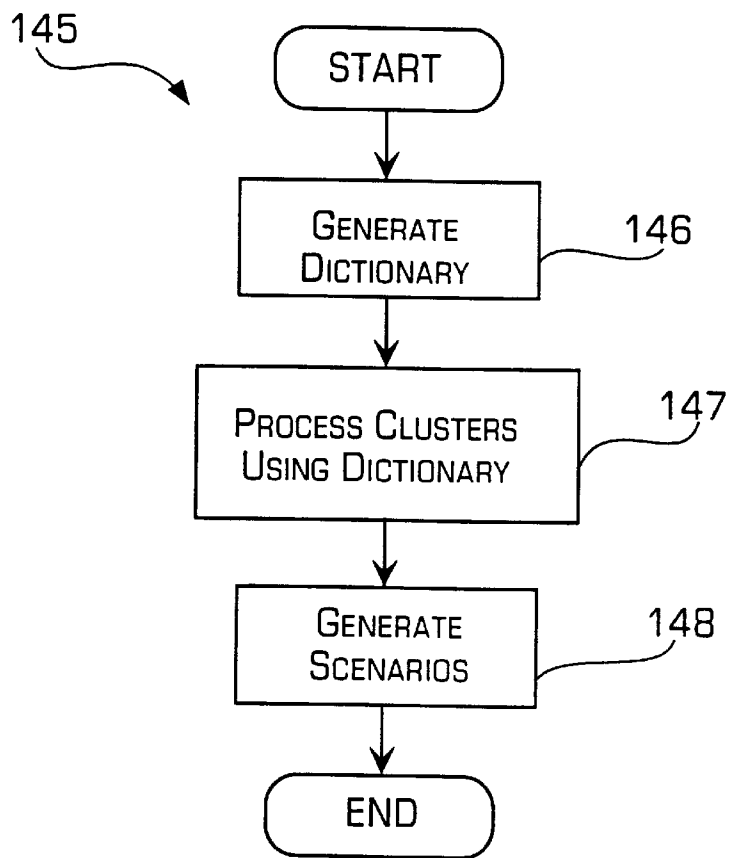 145
START
GENERATE
DICTIONARY
146
PROCESS CLUSTERS
USING DICTIONARY
147
GENERATE
SCENARIOS
148
END